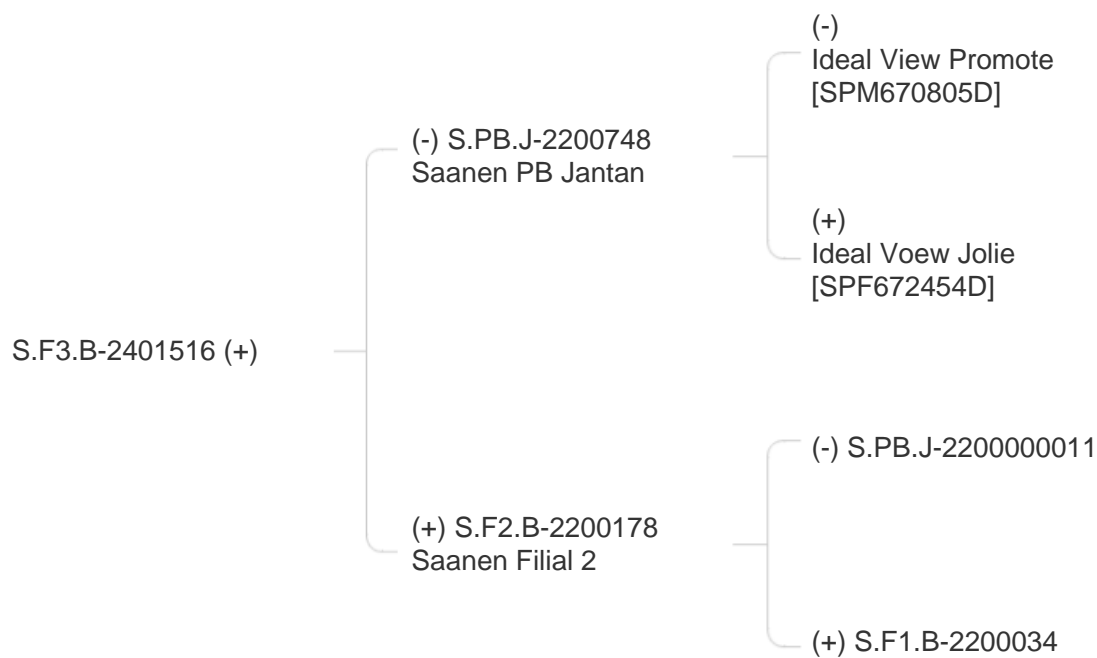 (-)
Ideal View Promote
[SPM670805D]
(-) S.PB.J-2200748
Saanen PB Jantan
(+)
Ideal Voew Jolie
[SPF672454D]
S.F3.B-2401516 (+)
(-) S.PB.J-2200000011
(+) S.F2.B-2200178
Saanen Filial 2
(+) S.F1.B-2200034